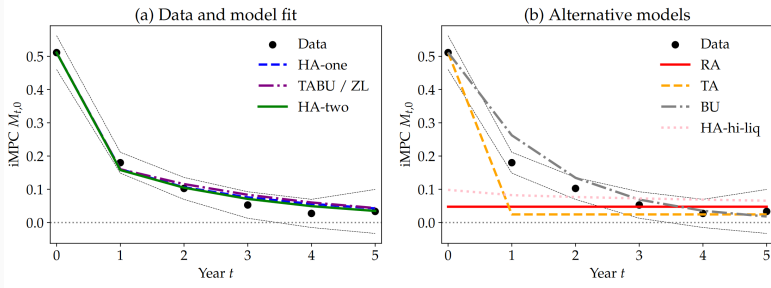 (a) Data and model fit
iMPC M_{t,0}
0.5
0.4
0.3
0.2
0.1
0.0
Data
HA-one
TABU / ZL
HA-two
0 1 2 3 4 5
Year t
(b) Alternative models
iMPC M_{t,0}
0.5
0.4
0.3
0.2
0.1
0.0
Data
RA
TA
BU
HA-hi-liq
0 1 2 3 4 5
Year t